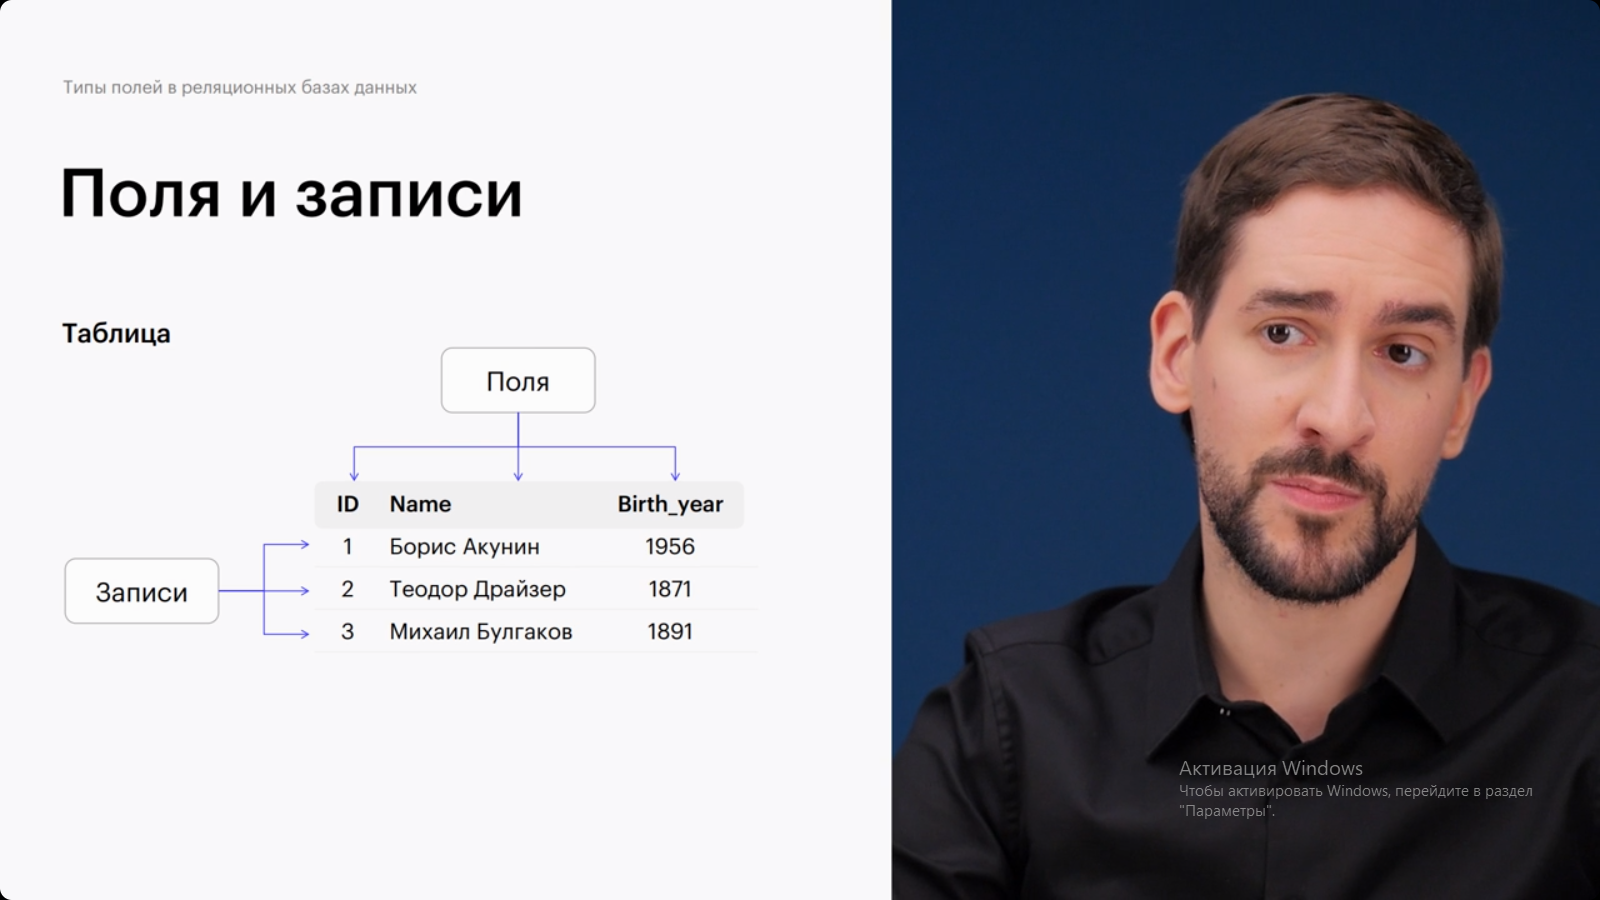 Типы полей в реляционных базах данных
Поля и записи
Таблица
Поля
ID Name Birth_year
1 Борис Акунин 1956
Записи
2 Теодор Драйзер 1871
3 Михаил Булгаков 1891
Активация Windows
Чтобы активировать Windows, перейдите в раздел
"Параметры".